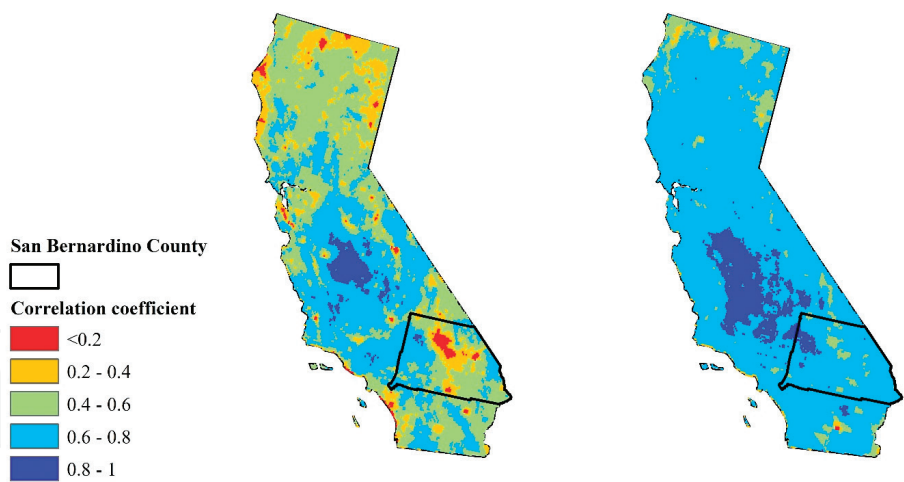 San Bernardino County
Correlation coefficient
<0.2
0.2 - 0.4
0.4 - 0.6
0.6 - 0.8
0.8 - 1